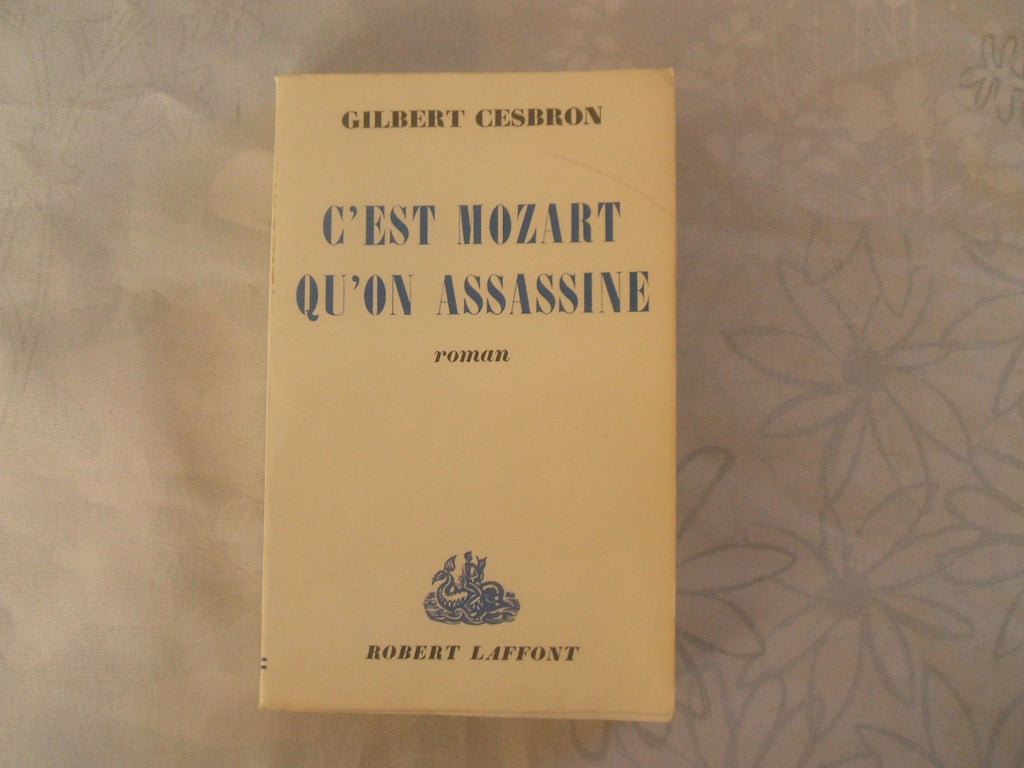 GILBERT CESBRON
C'EST MOZART
QU'ON ASSASSINE
roman
ROBERT LAFFONT